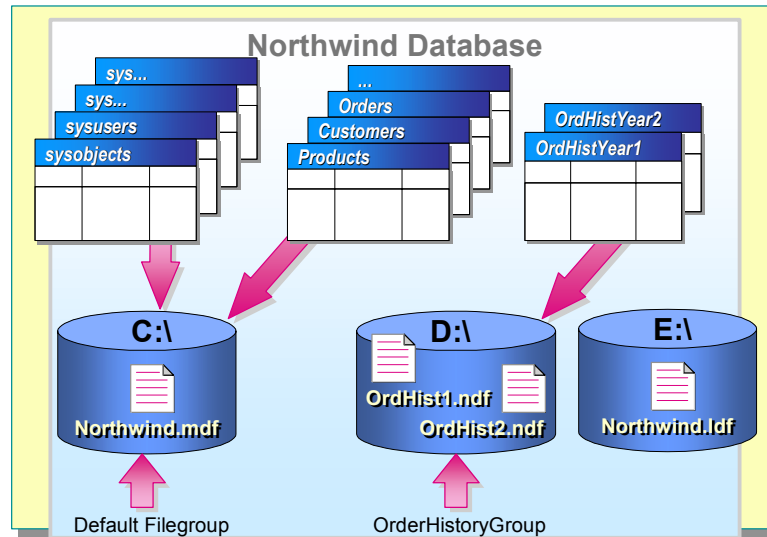 Northwind Database
sys...
sys...
sysusers
sysobjects
...
Orders
Customers
Products
OrdHistYear2
OrdHistYear1
C:\
Northwind.mdf
D:\
OrdHist1.ndf
OrdHist2.ndf
E:\
Northwind.ldf
Default Filegroup
OrderHistoryGroup